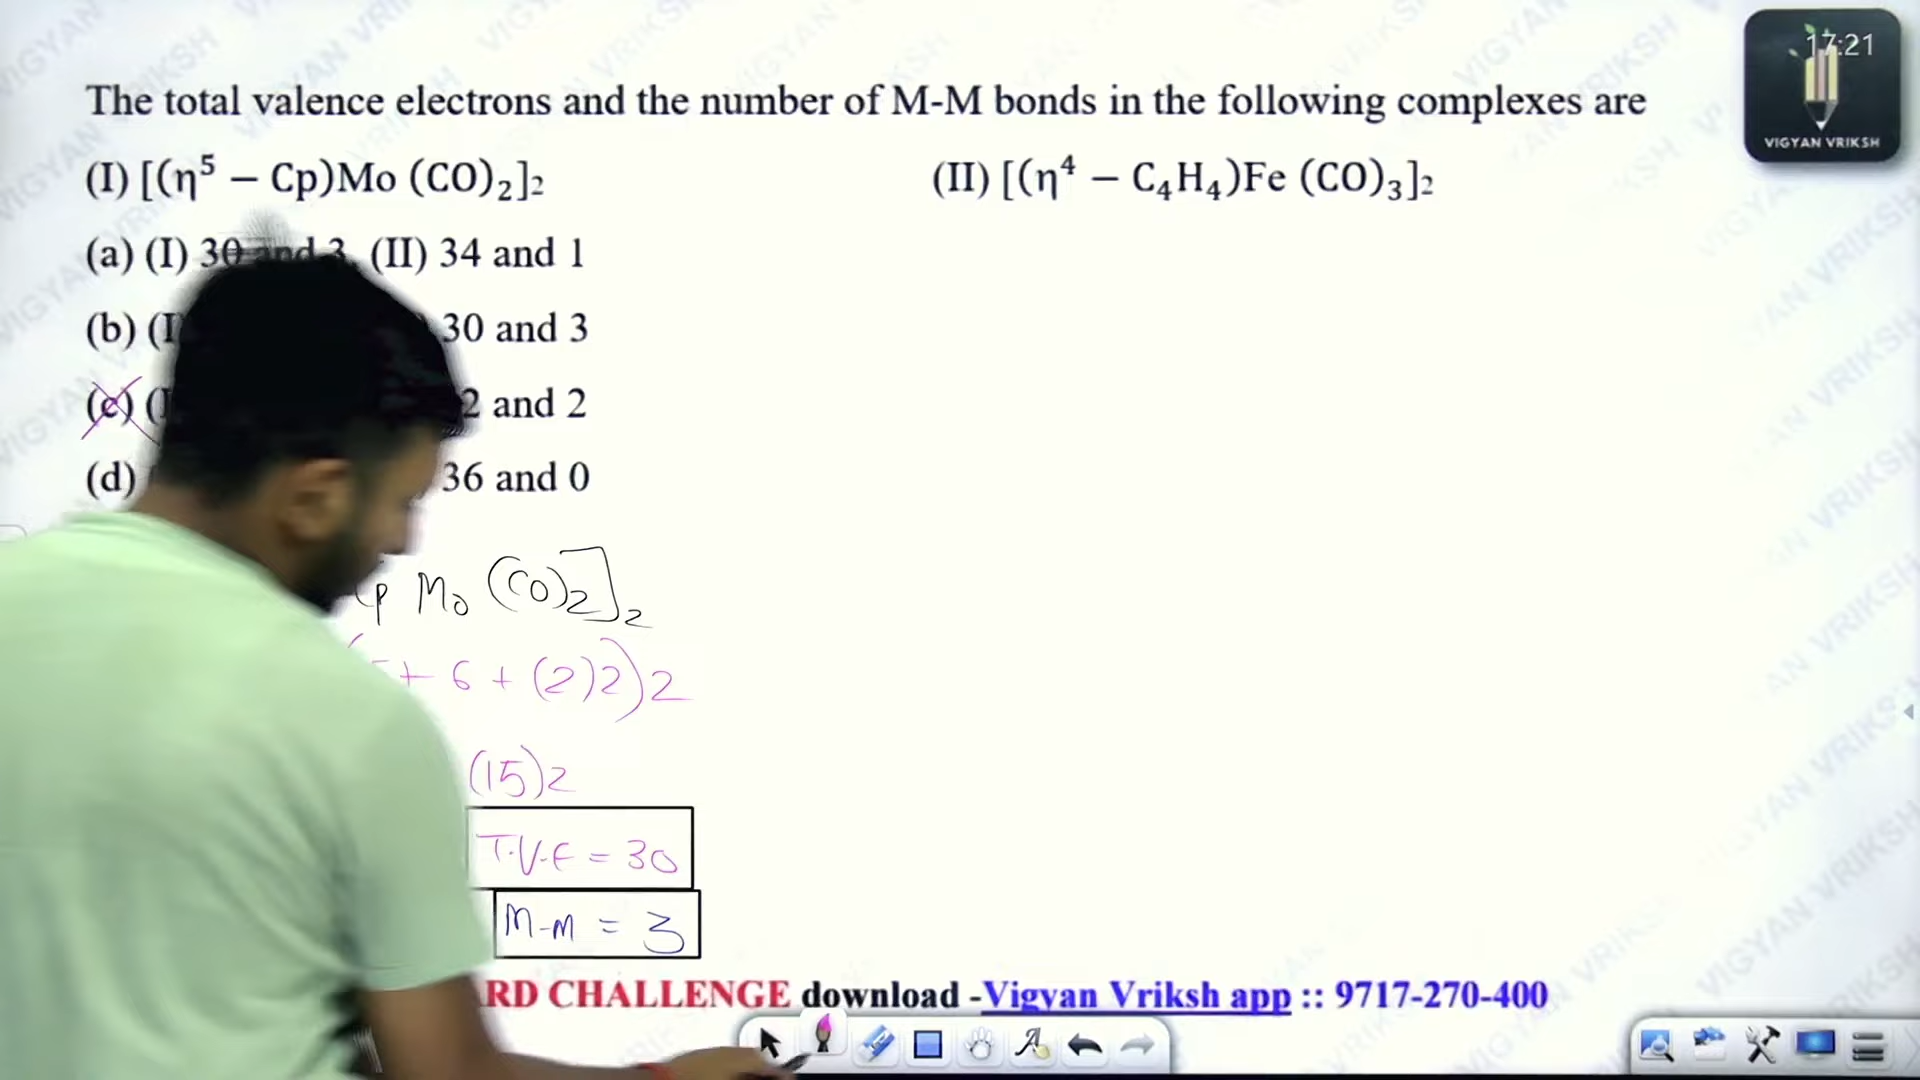 17:21
VIGYAN VRIKSH
The total valence electrons and the number of M-M bonds in the following complexes are
(I) [(η⁵ – Cp)Mo (CO)₂]₂ (II) [(η⁴ – C₄H₄)Fe (CO)₃]₂
(a) (I) 30 and 3, (II) 34 and 1
(b) (I 30 and 3
(c) (I 2 and 2
(d) 36 and 0
Cp Mo (CO)₂]₂
+ 6 + (2)2)2
(15)2
T.V.E = 30
M-M = 3
RD CHALLENGE download -Vigyan Vriksh app :: 9717-270-400